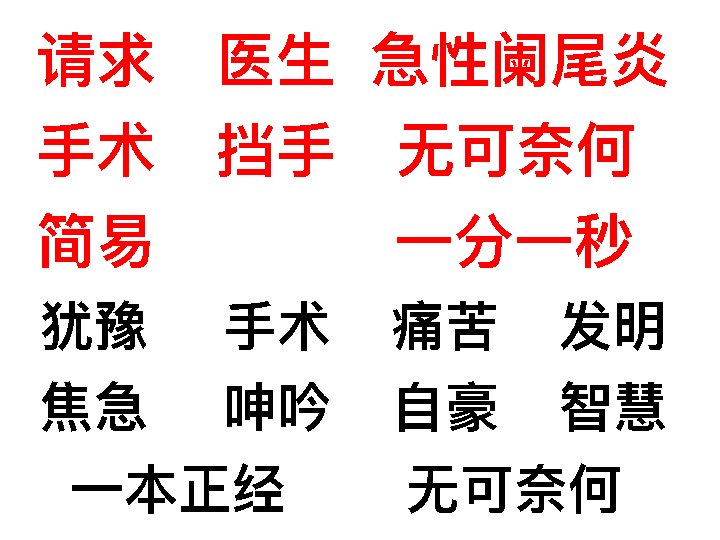 请求 医生 急性阑尾炎
手术 挡手 无可奈何
简易 一分一秒
犹豫 手术 痛苦 发明
焦急 呻吟 自豪 智慧
一本正经 无可奈何